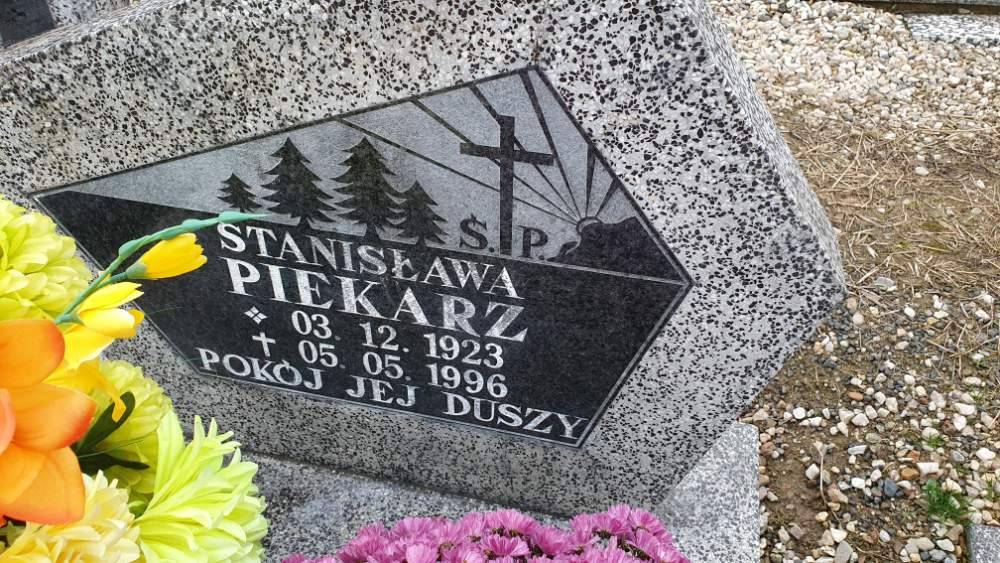 Ś.P.
STANISŁAWA
PIEKARZ
03. 12. 1923
05. 05. 1996
POKÓJ JEJ DUSZY